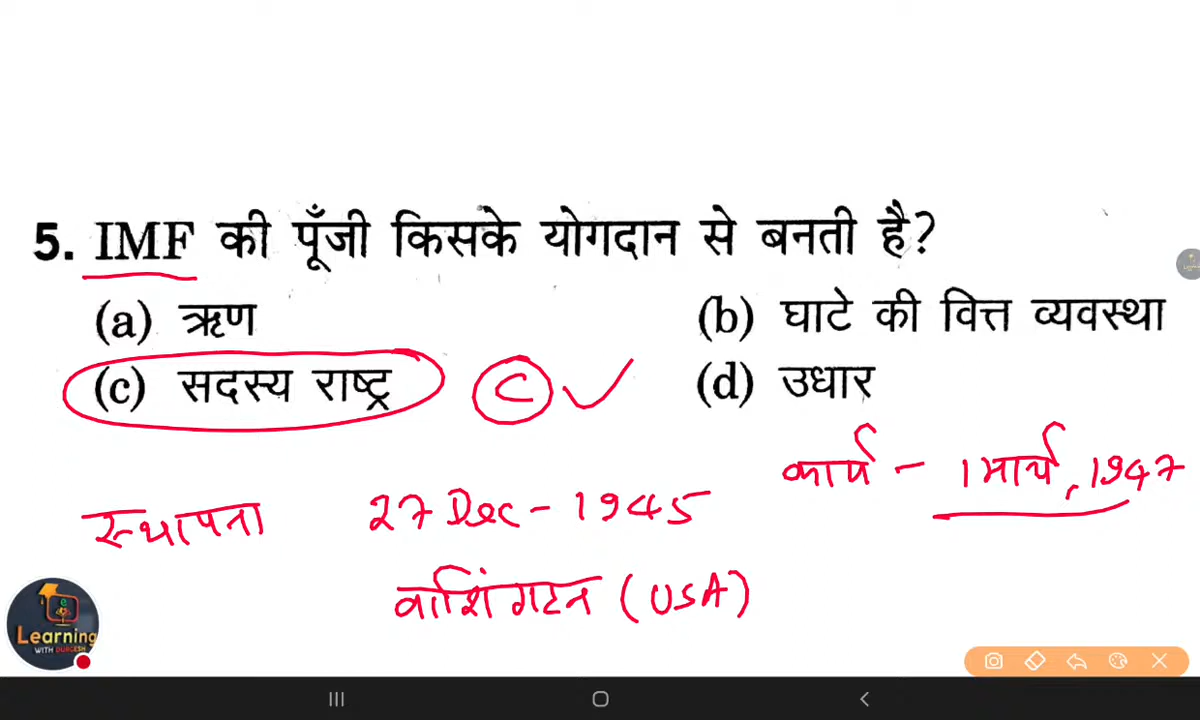 5. IMF की पूँजी किसके योगदान से बनती है?
(a) ऋण (b) घाटे की वित्त व्यवस्था
(c) सदस्य राष्ट्र (c) ✓ (d) उधार
कार्य - 1 मार्च, 1947
स्थापना 27 Dec - 1945
वाशिंगटन (USA)
Learning
WITH DURGESH